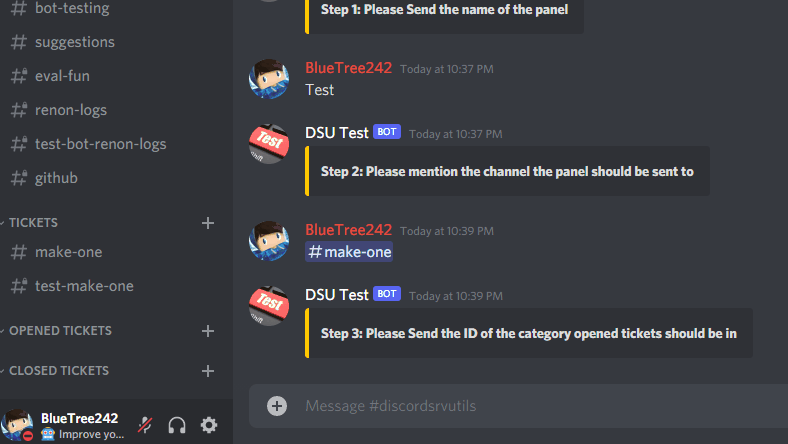 bot-testing
suggestions
eval-fun
renon-logs
test-bot-renon-logs
github
TICKETS
make-one
test-make-one
OPENED TICKETS
CLOSED TICKETS
BlueTree242
Improve yo...
Step 1: Please Send the name of the panel
BlueTree242 Today at 10:37 PM
Test
DSU Test BOT Today at 10:37 PM
Test
Step 2: Please mention the channel the panel should be sent to
BlueTree242 Today at 10:39 PM
#make-one
DSU Test BOT Today at 10:39 PM
Test
Step 3: Please Send the ID of the category opened tickets should be in
Message #discordsrvutils